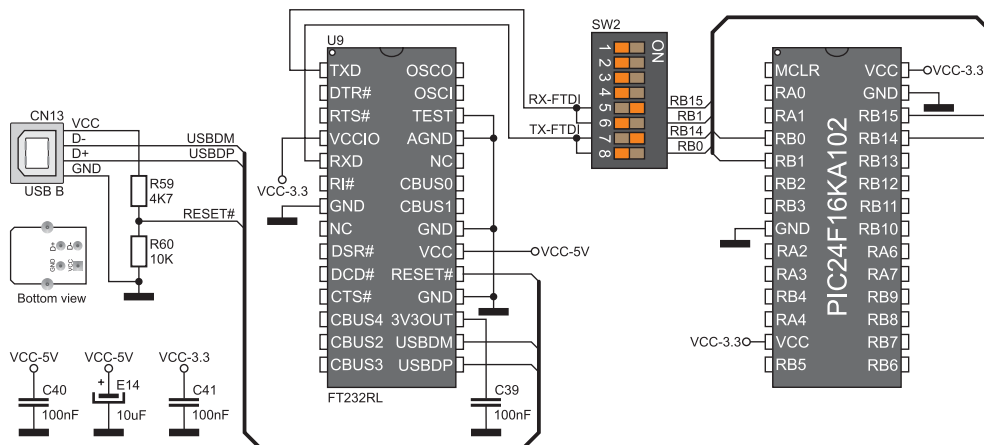 CN13
VCC
D-
D+
GND
USB B
USBDM
USBDP
R59
4K7
RESET#
R60
10K
D+
D-
GND
VCC
Bottom view
VCC-5V
C40
100nF
VCC-5V
+
E14
10uF
VCC-3.3
C41
100nF
U9
TXD
DTR#
RTS#
VCCIO
RXD
RI#
GND
NC
DSR#
DCD#
CTS#
CBUS4
CBUS2
CBUS3
OSCO
OSCI
TEST
AGND
NC
CBUS0
CBUS1
GND
VCC
RESET#
GND
3V3OUT
USBDM
USBDP
FT232RL
VCC-3.3
VCC-5V
C39
100nF
SW2
ON
1
2
3
4
5
6
7
8
RX-FTDI
TX-FTDI
RB15
RB1
RB14
RB0
MCLR
RA0
RA1
RB0
RB1
RB2
RB3
GND
RA2
RA3
RB4
RA4
VCC
RB5
PIC24F16KA102
VCC
GND
RB15
RB14
RB13
RB12
RB11
RB10
RA6
RA7
RB9
RB8
RB7
RB6
VCC-3.3
VCC-3.3